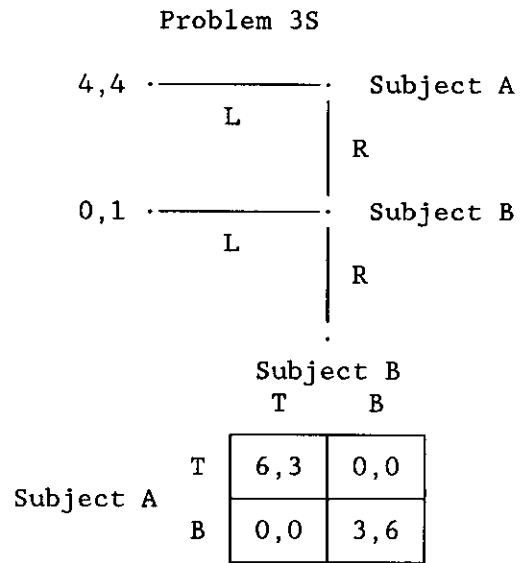 Problem 3S
4,4 L Subject A
R
0,1 L Subject B
R
Subject B
T B
T 6,3 0,0
Subject A
B 0,0 3,6